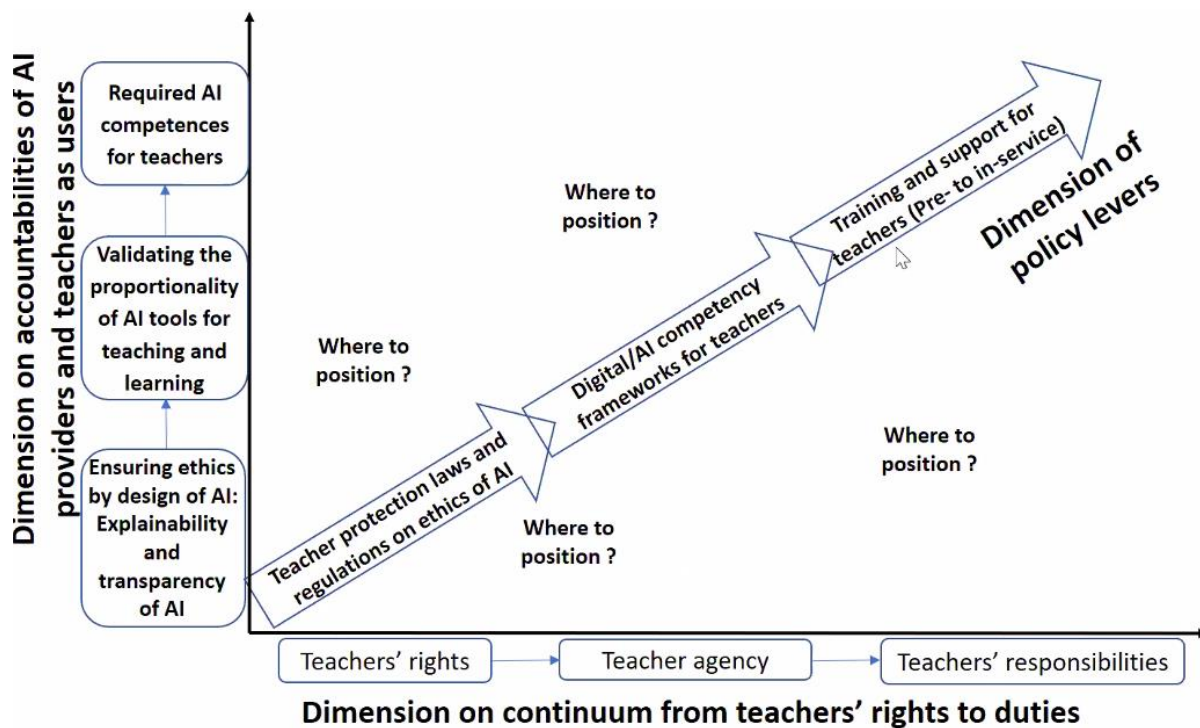 Dimension on accountabilities of AI
providers and teachers as users
Required AI
competences
for teachers
Validating the
proportionality
of AI tools for
teaching and
learning
Ensuring ethics
by design of AI:
Explainability
and
transparency
of AI
Where to
position ?
Where to
position ?
Where to
position ?
Where to
position ?
Teacher protection laws and
regulations on ethics of AI
Digital/AI competency
frameworks for teachers
Training and support for
teachers (Pre- to in-service)
Dimension of
policy levers
Teachers’ rights
Teacher agency
Teachers’ responsibilities
Dimension on continuum from teachers’ rights to duties